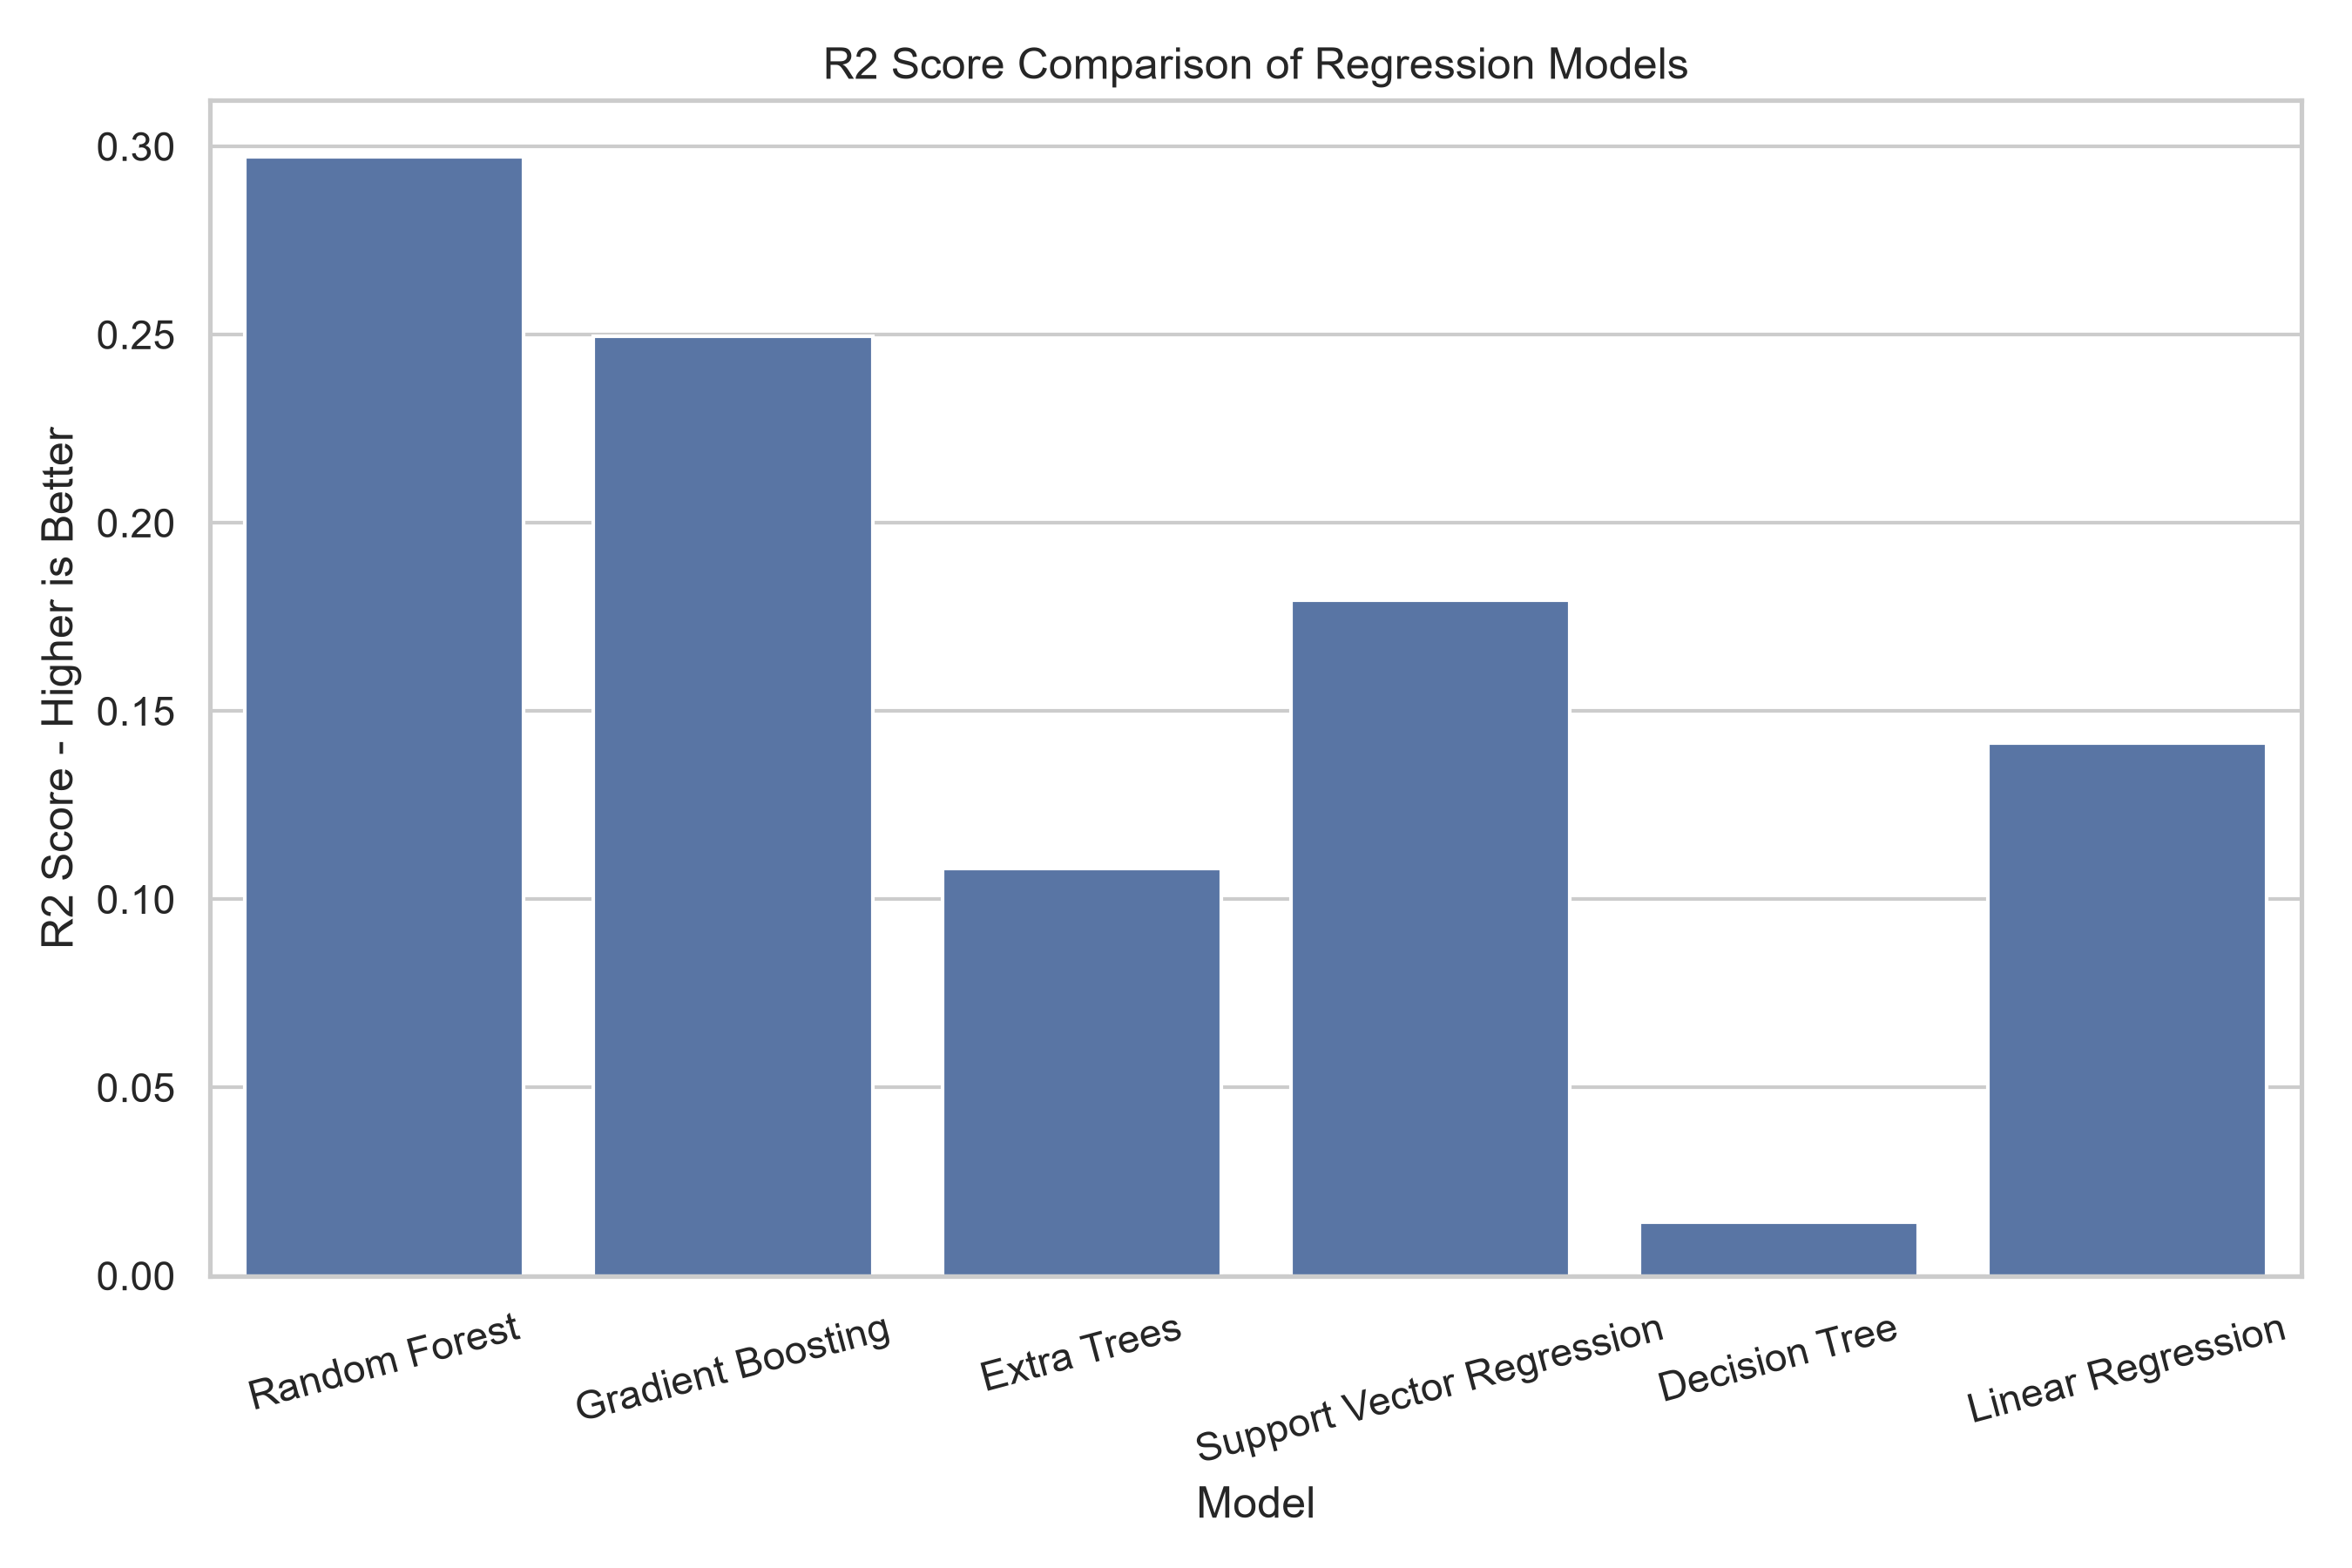 R2 Score Comparison of Regression Models
R2 Score - Higher is Better
0.30
0.25
0.20
0.15
0.10
0.05
0.00
Random Forest
Gradient Boosting
Extra Trees
Support Vector Regression
Decision Tree
Linear Regression
Model